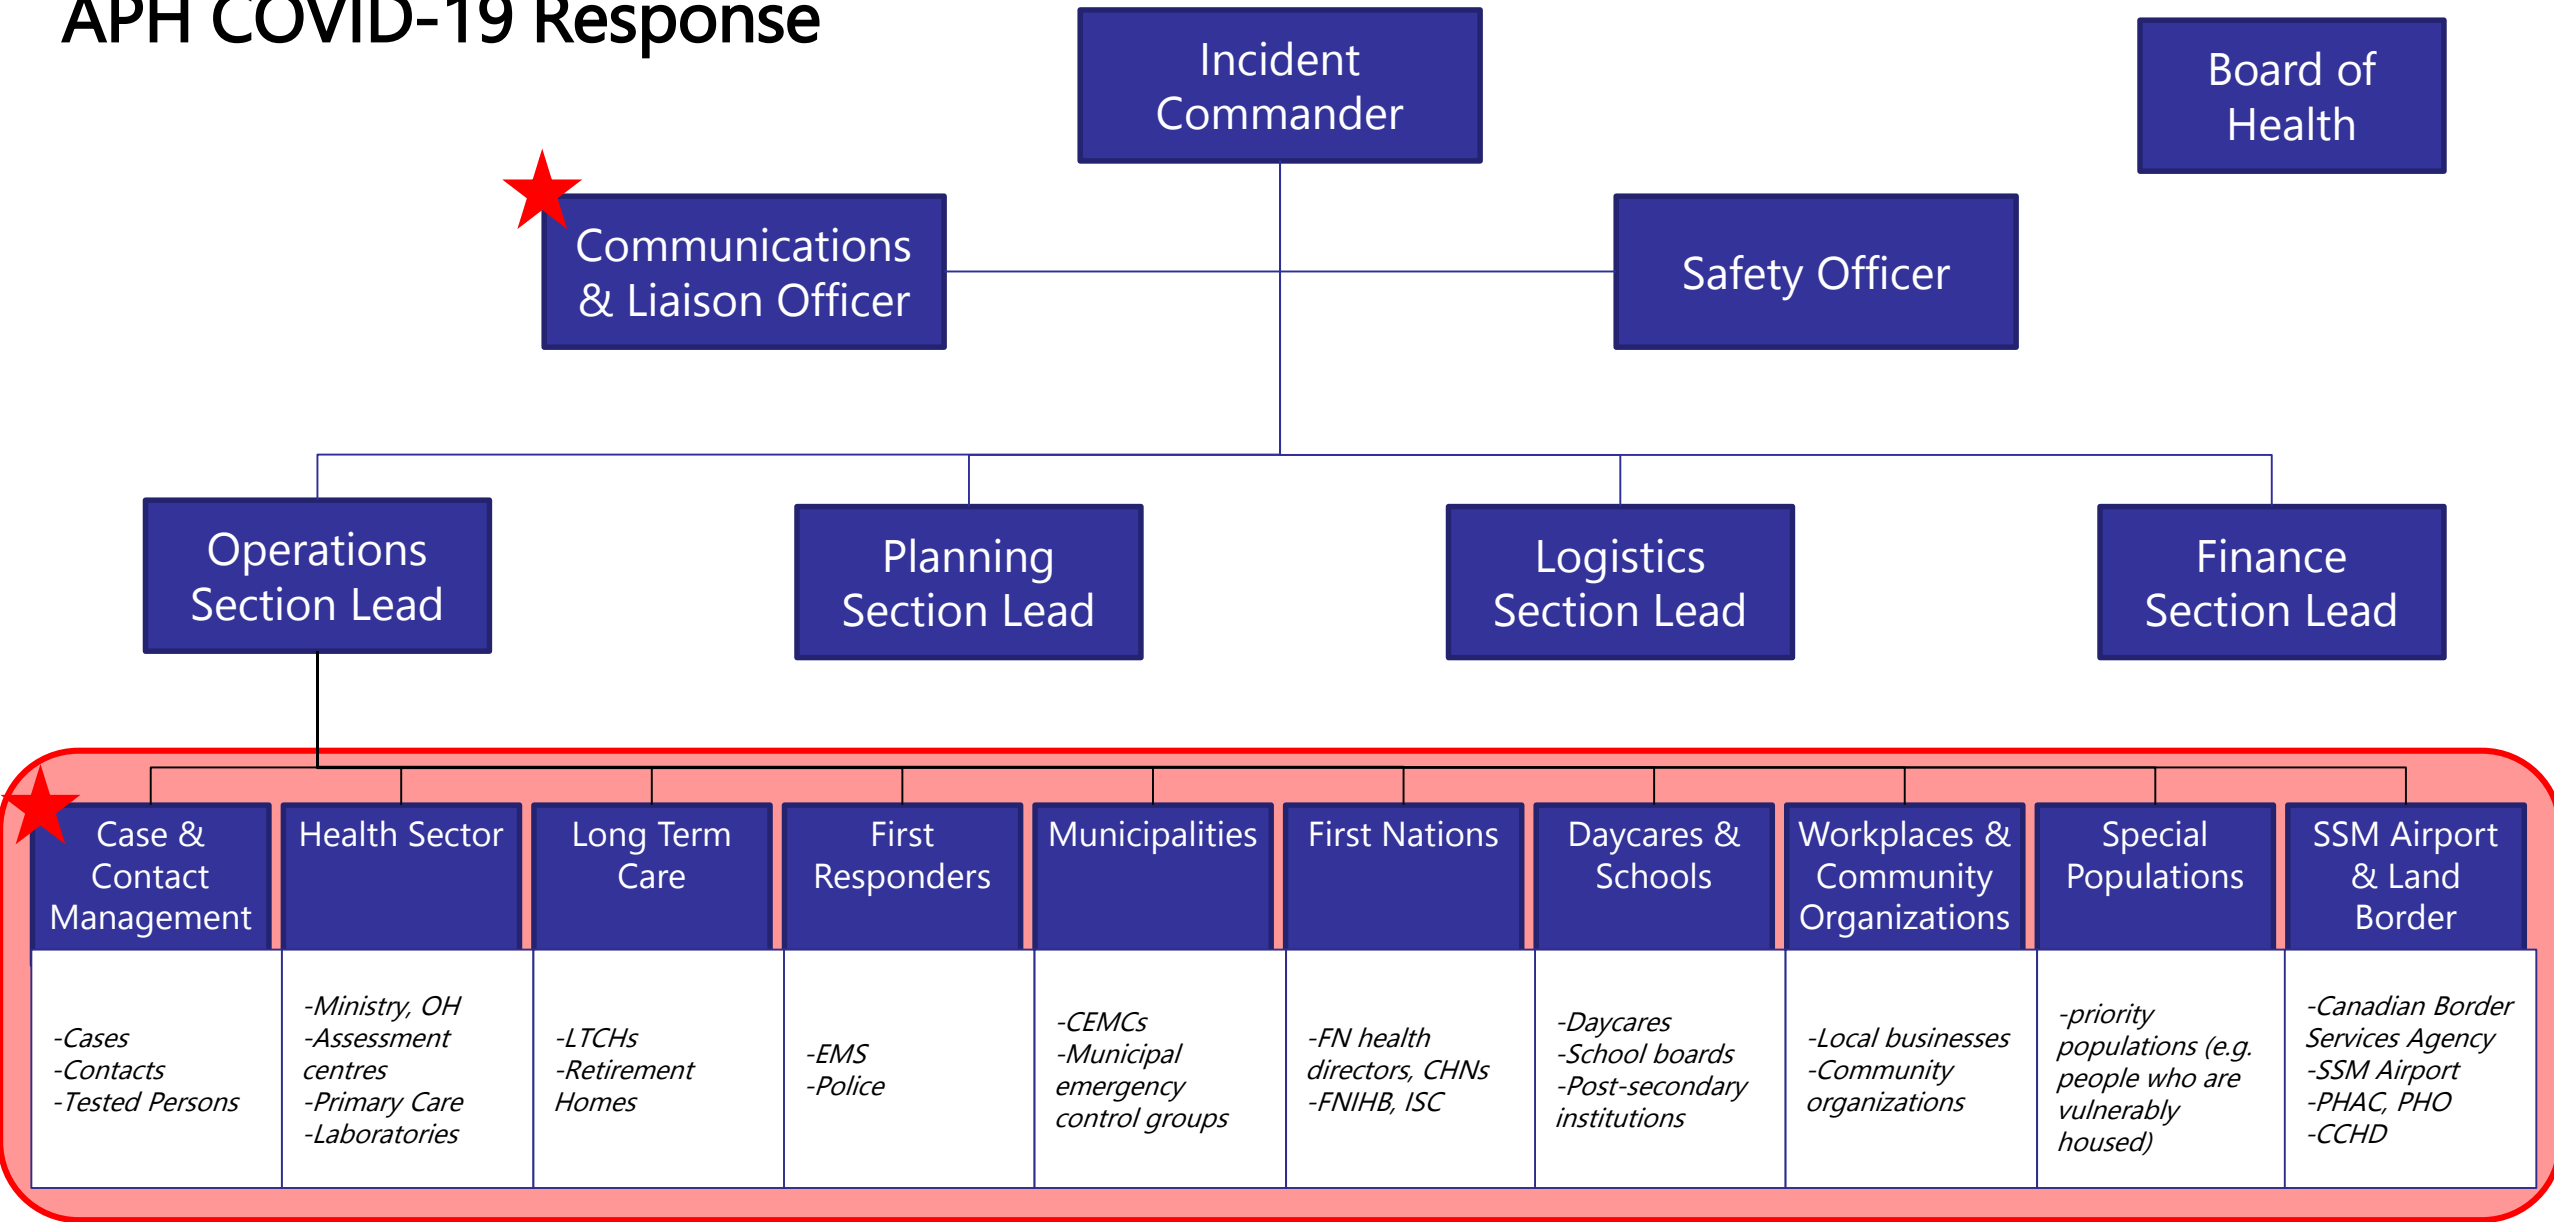 APH COVID-19 Response
Incident
Commander
Board of
Health
Communications
& Liaison Officer
Safety Officer
Operations
Section Lead
Planning
Section Lead
Logistics
Section Lead
Finance
Section Lead
Case &
Contact
Management
Health Sector
Long Term
Care
First
Responders
Municipalities
First Nations
Daycares &
Schools
Workplaces &
Community
Organizations
Special
Populations
SSM Airport
& Land
Border
-Cases
-Contacts
-Tested Persons
-Ministry, OH
-Assessment
centres
-Primary Care
-Laboratories
-LTCHs
-Retirement
Homes
-EMS
-Police
-CEMCs
-Municipal
emergency
control groups
-FN health
directors, CHNs
-FNIHB, ISC
-Daycares
-School boards
-Post-secondary
institutions
-Local businesses
-Community
organizations
-priority
populations (e.g.
people who are
vulnerably
housed)
-Canadian Border
Services Agency
-SSM Airport
-PHAC, PHO
-CCHD